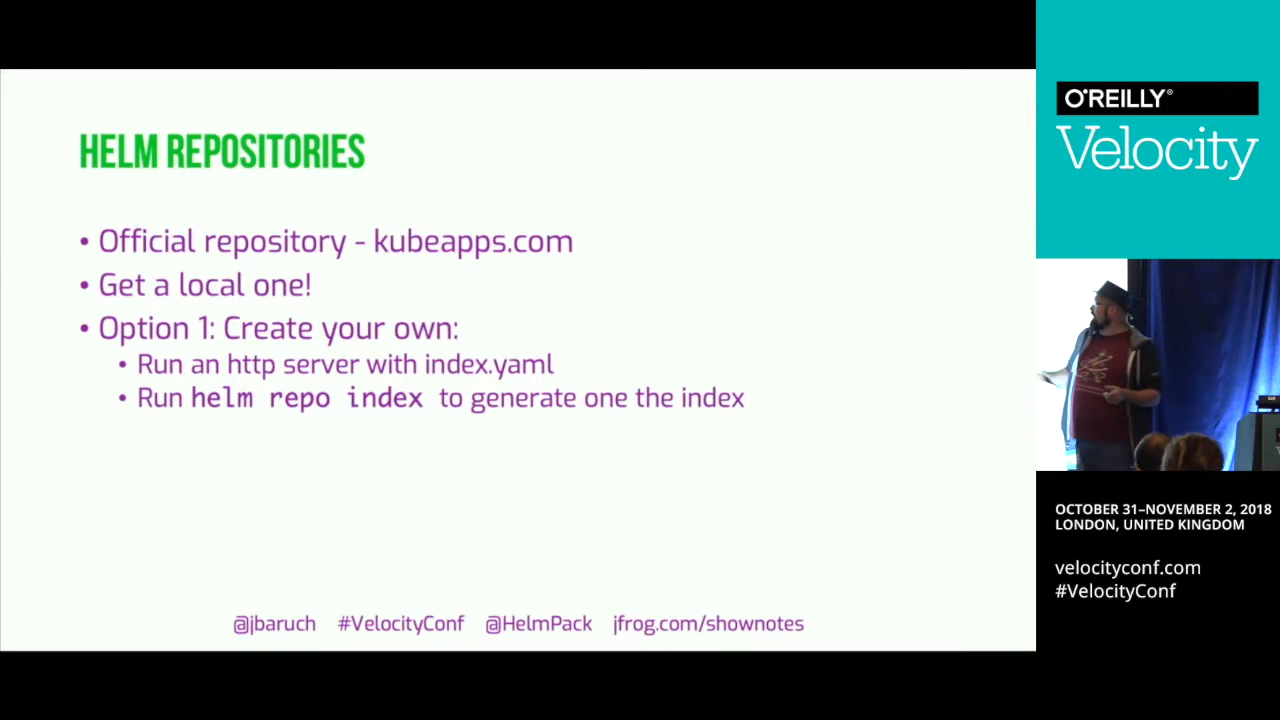 HELM REPOSITORIES
• Official repository - kubeapps.com
• Get a local one!
• Option 1: Create your own:
• Run an http server with index.yaml
• Run helm repo index to generate one the index
@jbaruch #VelocityConf @HelmPack jfrog.com/shownotes
O'REILLY®
Velocity
OCTOBER 31–NOVEMBER 2, 2018
LONDON, UNITED KINGDOM
velocityconf.com
#VelocityConf